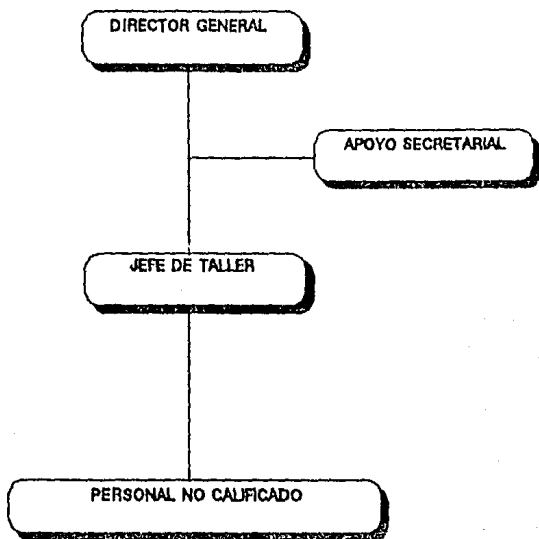 DIRECTOR GENERAL
APOYO SECRETARIAL
JEFE DE TALLER
PERSONAL NO CALIFICADO